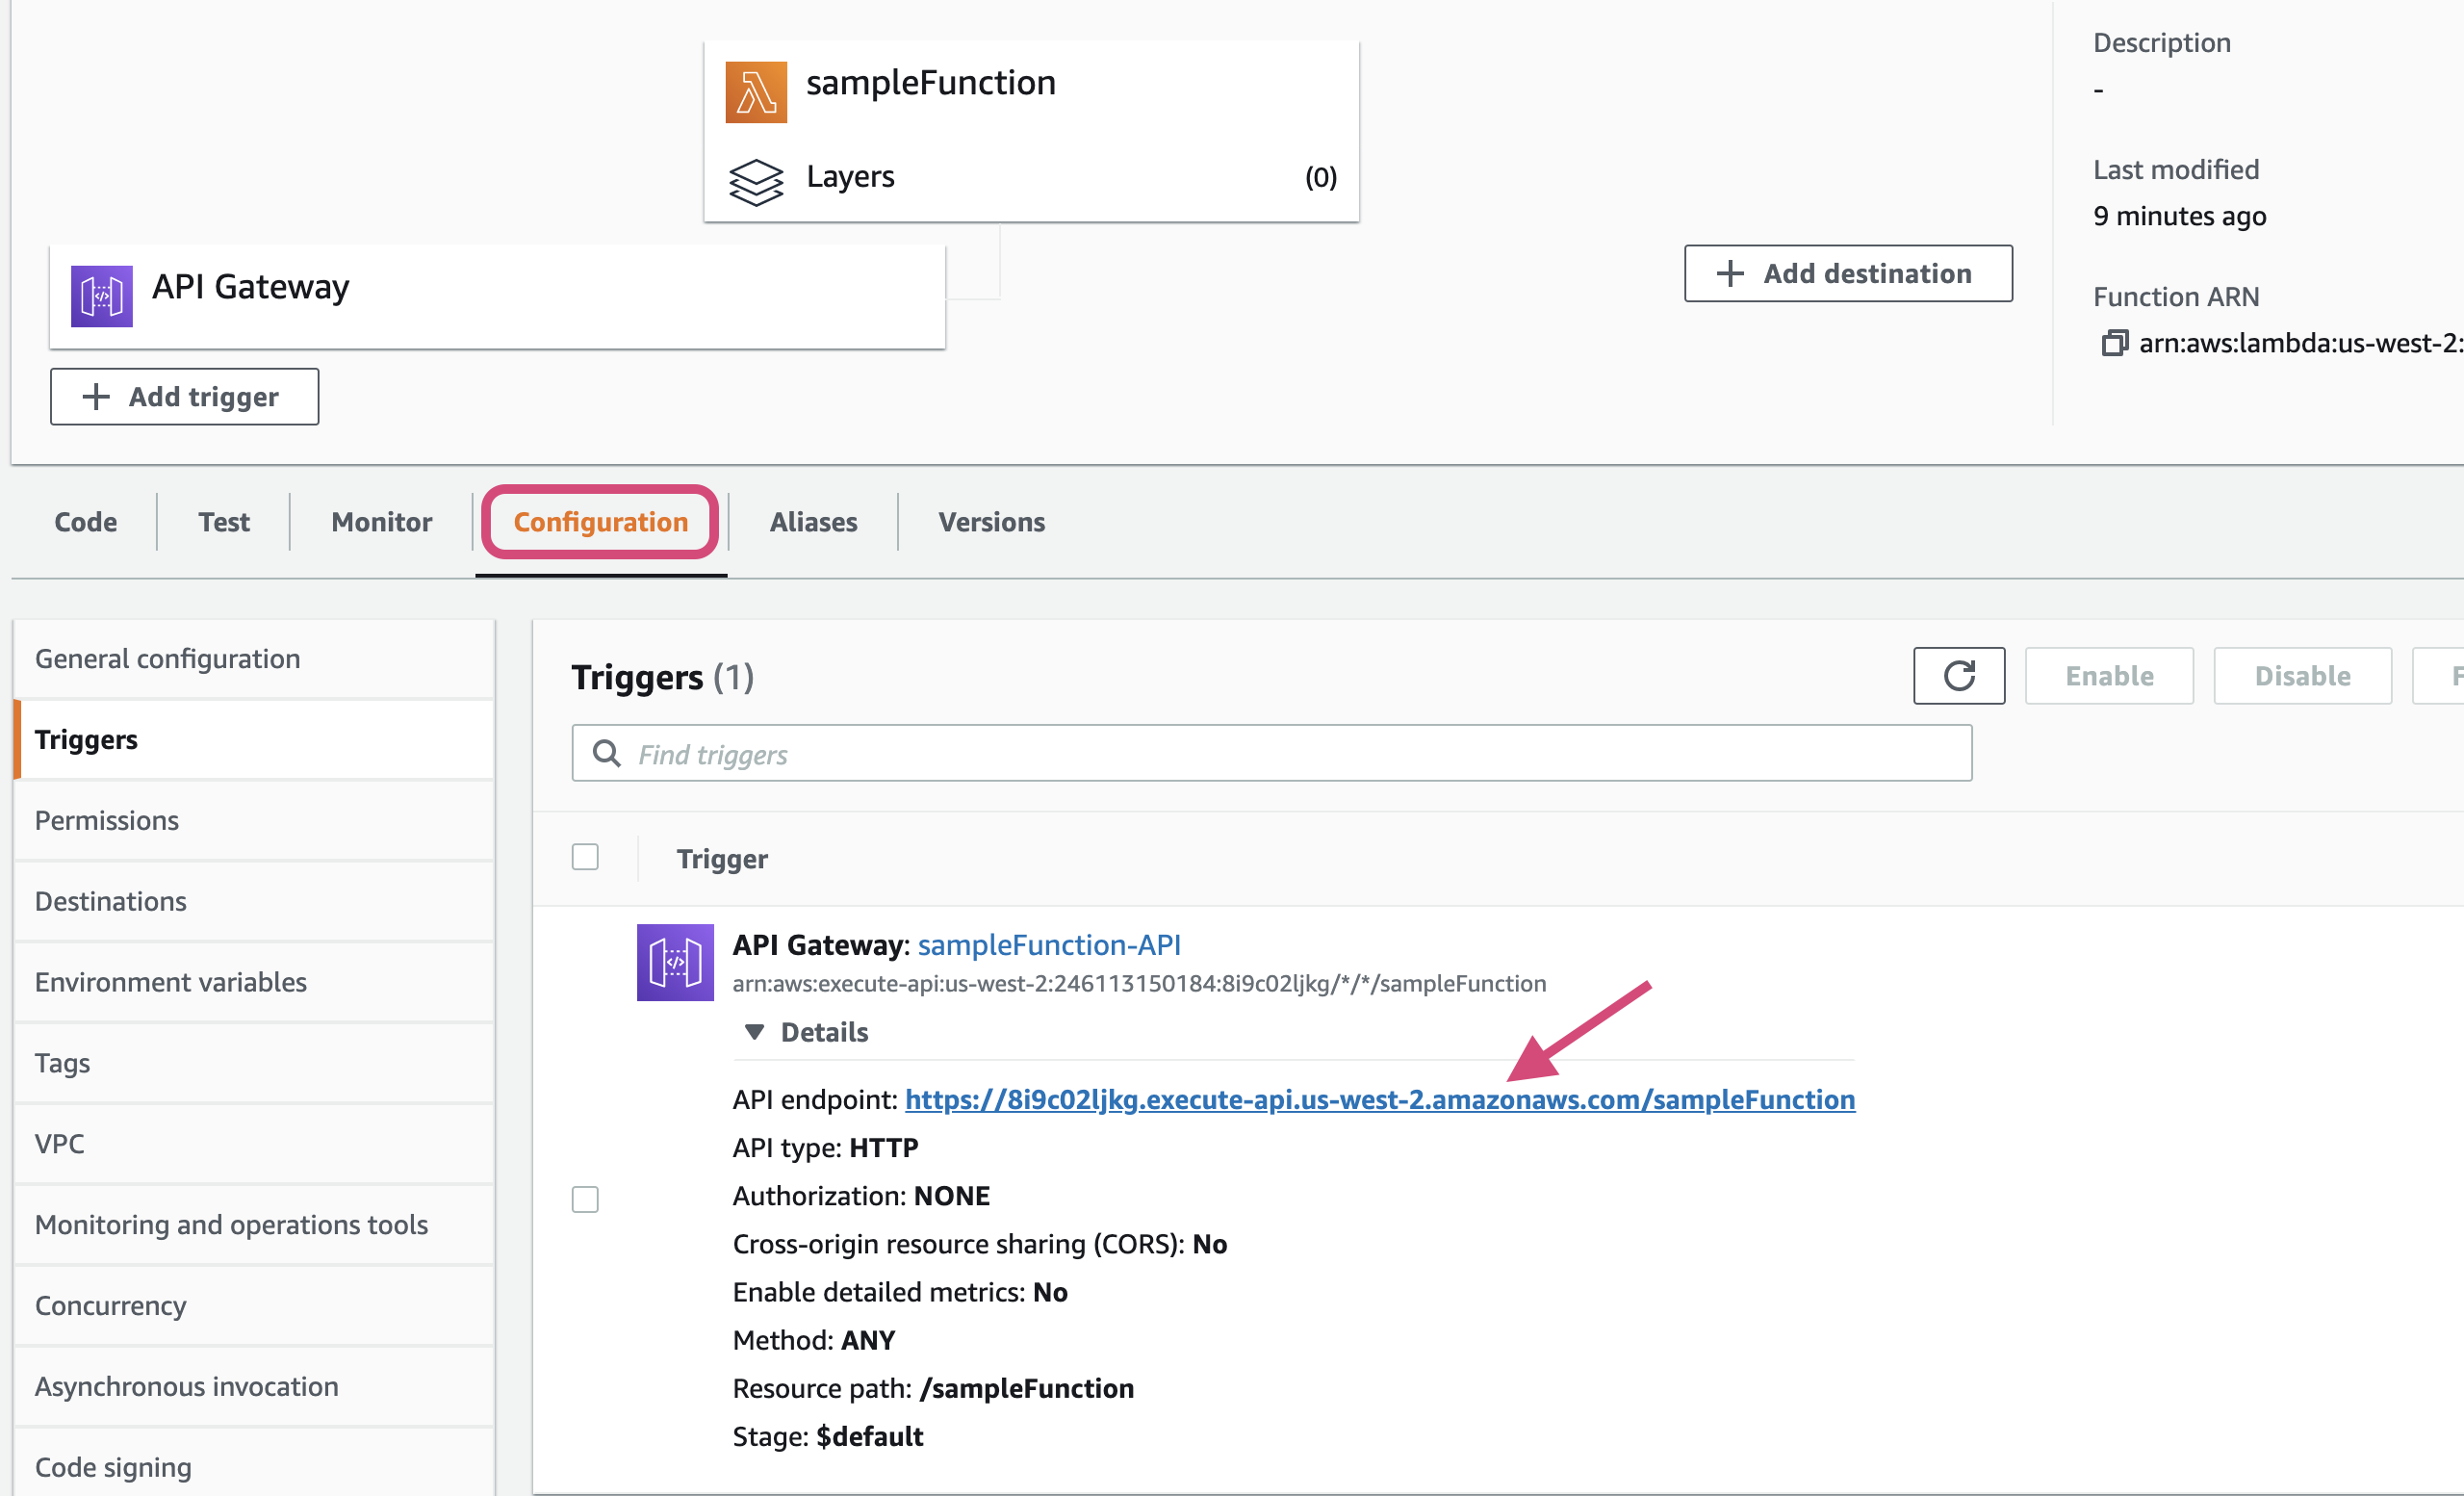 sampleFunction
Layers
(0)
API Gateway
+ Add trigger
+ Add destination
Description
-
Last modified
9 minutes ago
Function ARN
arn:aws:lambda:us-west-2:
Code
Test
Monitor
Configuration
Aliases
Versions
General configuration
Triggers
Permissions
Destinations
Environment variables
Tags
VPC
Monitoring and operations tools
Concurrency
Asynchronous invocation
Code signing
Triggers (1)
Enable
Disable
Find triggers
Trigger
API Gateway: sampleFunction-API
arn:aws:execute-api:us-west-2:246113150184:8i9c02ljkg/*/*/sampleFunction
Details
API endpoint: https://8i9c02ljkg.execute-api.us-west-2.amazonaws.com/sampleFunction
API type: HTTP
Authorization: NONE
Cross-origin resource sharing (CORS): No
Enable detailed metrics: No
Method: ANY
Resource path: /sampleFunction
Stage: $default